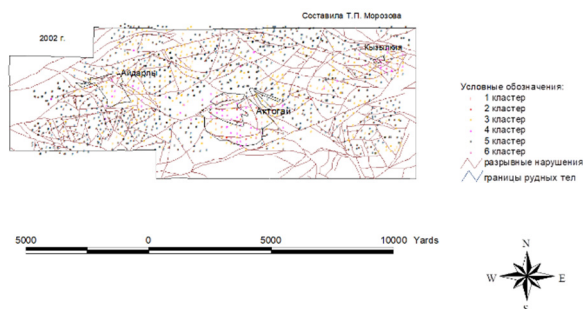 Составила Т.П. Морозова
2002 г.
Кызылкия
Айдарлы
Актогай
Условные обозначения:
1 кластер
2 кластер
3 кластер
4 кластер
5 кластер
6 кластер
разрывные нарушения
границы рудных тел
5000 0 5000 10000 Yards
N
W E
S